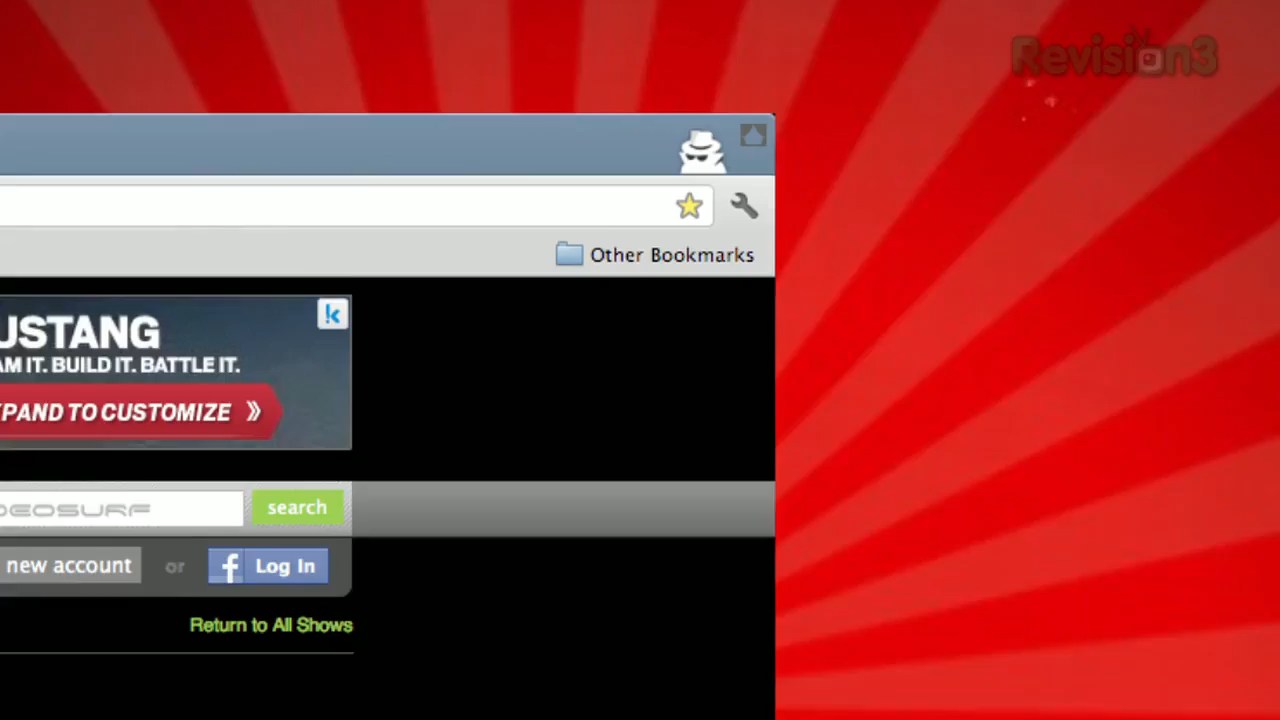 Revision3
Other Bookmarks
USTANG
AM IT. BUILD IT. BATTLE IT.
PAND TO CUSTOMIZE
DEOSURF
search
new account
or
f
Log In
Return to All Shows